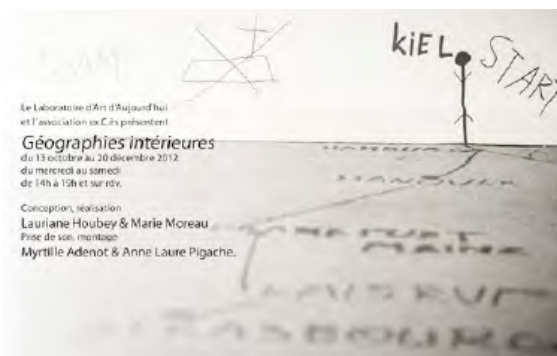 kiEL
START
Le Laboratoire d'Art d'Aujourd'hui
et l'association ex.C.ès présentent
Géographies intérieures
du 13 octobre au 20 décembre 2012
du mercredi au samedi
de 14h à 19h et sur rdv.
Conception, réalisation
Lauriane Houbey & Marie Moreau
Prise de son, montage
Myrtille Adenot & Anne Laure Pigache.
HANOVER